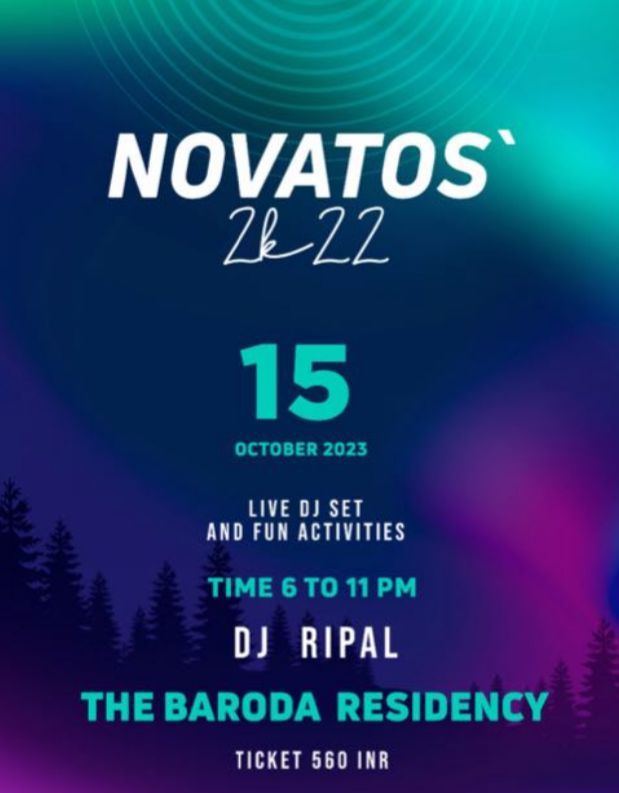 NOVATOS`
2k22
15
OCTOBER 2023
LIVE DJ SET
AND FUN ACTIVITIES
TIME 6 TO 11 PM
DJ RIPAL
THE BARODA RESIDENCY
TICKET 560 INR